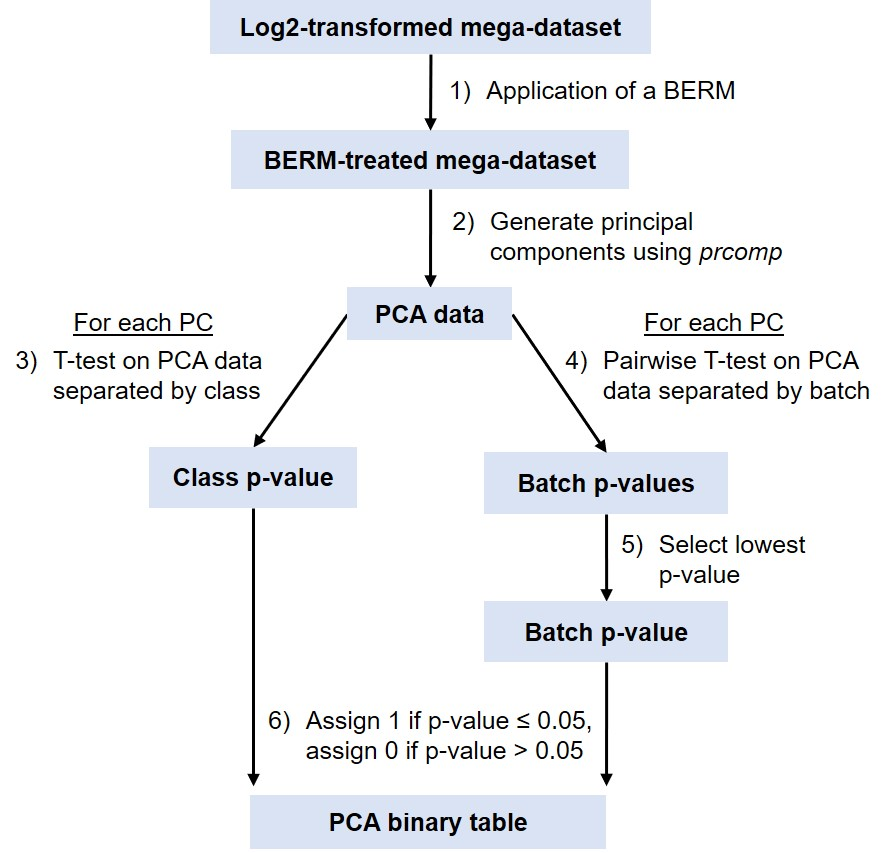 Log2-transformed mega-dataset
1) Application of a BERM
BERM-treated mega-dataset
2) Generate principal
components using prcomp
PCA data
For each PC
3) T-test on PCA data
separated by class
For each PC
4) Pairwise T-test on PCA
data separated by batch
Class p-value
Batch p-values
5) Select lowest
p-value
Batch p-value
6) Assign 1 if p-value ≤ 0.05,
assign 0 if p-value > 0.05
PCA binary table